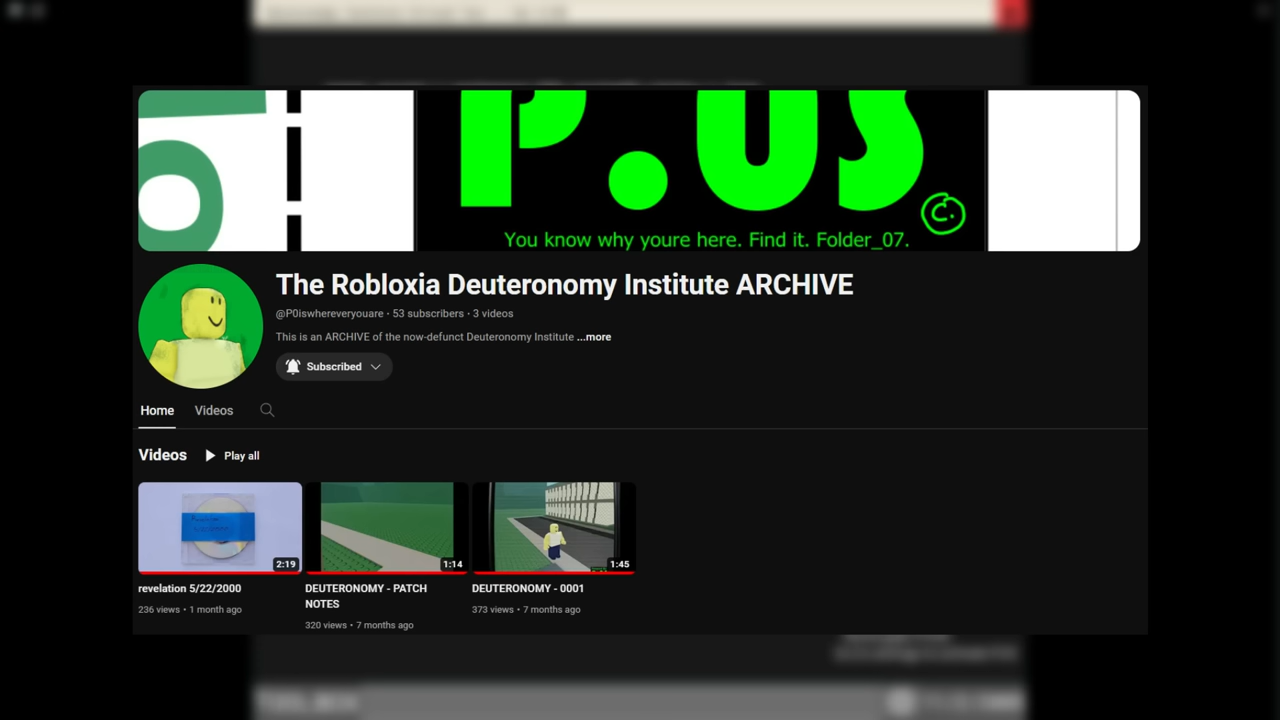 P.US
C.
You know why youre here. Find it. Folder_07.
The Robloxia Deuteronomy Institute ARCHIVE
@P0iswhereveryouare · 53 subscribers · 3 videos
This is an ARCHIVE of the now-defunct Deuteronomy Institute ...more
Subscribed
Home Videos
Videos Play all
2:19 1:14 1:45
revelation 5/22/2000 DEUTERONOMY - PATCH NOTES DEUTERONOMY - 0001
236 views • 1 month ago 320 views • 7 months ago 373 views • 7 months ago